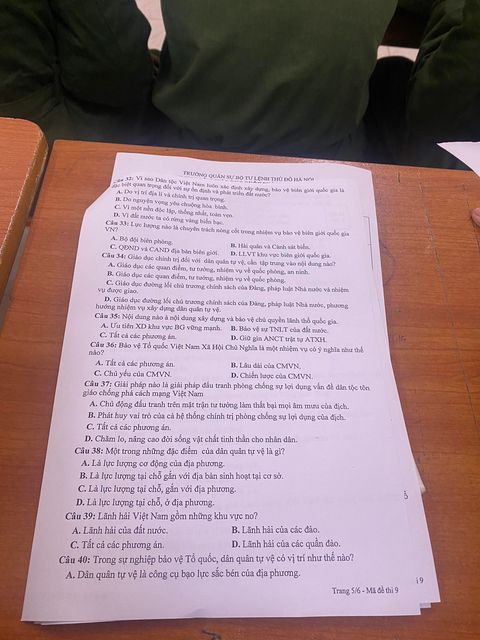 TRƯỜNG QUÂN SỰ BỘ TƯ LỆNH THỦ ĐÔ HÀ NỘI
32: Vì sao Dân tộc Việt Nam luôn xác định xây dựng, bảo vệ biên giới quốc gia là
đặc biệt quan trọng đối với sự ổn định và phát triển đất nước?
A. Do vị trí địa lí và chính trị quan trọng.
B. Do nguyện vọng yêu chuộng hòa bình.
C. Vì một nền độc lập, thống nhất, toàn vẹn.
D. Vì đất nước ta có rừng vàng biển bạc.
Câu 33: Lực lượng nào là chuyên trách nòng cốt trong nhiệm vụ bảo vệ biên giới quốc gia
VN?
A. Bộ đội biên phòng. B. Hải quân và Cảnh sát biển.
C. QĐND và CAND địa bàn biên giới. D. LLVT khu vực biên giới quốc gia.
Câu 34: Giáo dục chính trị đối với dân quân tự vệ, cần tập trung vào nội dung nào?
A. Giáo dục các quan điểm, tư tưởng, nhiệm vụ về quốc phòng, an ninh.
B. Giáo dục các quan điểm, tư tưởng, nhiệm vụ về quốc phòng.
C. Giáo dục đường lối chủ trương chính sách của Đảng, pháp luật Nhà nước và nhiệm
vụ được giao.
D. Giáo dục đường lối chủ trương chính sách của Đảng, pháp luật Nhà nước, phương
hướng nhiệm vụ xây dựng dân quân tự vệ.
Câu 35: Nội dung nào ô nội dung xây dựng và bảo vệ chủ quyền lãnh thổ quốc gia.
A. Ưu tiên XD khu vực BG vững mạnh. B. Bảo vệ sự TNLT của đất nước.
C. Tất cả các phương án. D. Giữ gìn ANCT trật tự ATXH.
Câu 36: Bảo vệ Tổ quốc Việt Nam Xã Hội Chủ Nghĩa là một nhiệm vụ có ý nghĩa như thế
nào?
A. Tất cả các phương án. B. Lâu dài của CMVN.
C. Chủ yếu của CMVN. D. Chiến lược của CMVN.
Câu 37: Giải pháp nào là giải pháp đấu tranh phòng chống sự lợi dụng vấn đề dân tộc tôn
giáo chống phá cách mạng Việt Nam
A. Chủ động đấu tranh trên mặt trận tư tưởng làm thất bại mọi âm mưu của địch.
B. Phát huy vai trò của cả hệ thống chính trị phòng chống sự lợi dụng của địch.
C. Tất cả các phương án.
D. Chăm lo, nâng cao đời sống vật chất tinh thần cho nhân dân.
Câu 38: Một trong những đặc điểm của dân quân tự vệ là gì?
A. Là lực lượng cơ động của địa phương.
B. Là lực lượng tại chỗ gắn với địa bàn sinh hoạt tại cơ sở.
C. Là lực lượng tại chỗ, gắn với địa phương.
D. Là lực lượng tại chỗ, ở địa phương.
Câu 39: Lãnh hải Việt Nam gồm những khu vực no?
A. Lãnh hải của đất nước. B. Lãnh hải của các đảo.
C. Tất cả các phương án. D. Lãnh hải của các quần đảo.
Câu 40: Trong sự nghiệp bảo vệ Tổ quốc, dân quân tự vệ có vị trí như thế nào?
A. Dân quân tự vệ là công cụ bạo lực sắc bén của địa phương.
Trang 5/6 - Mã đề thi 9